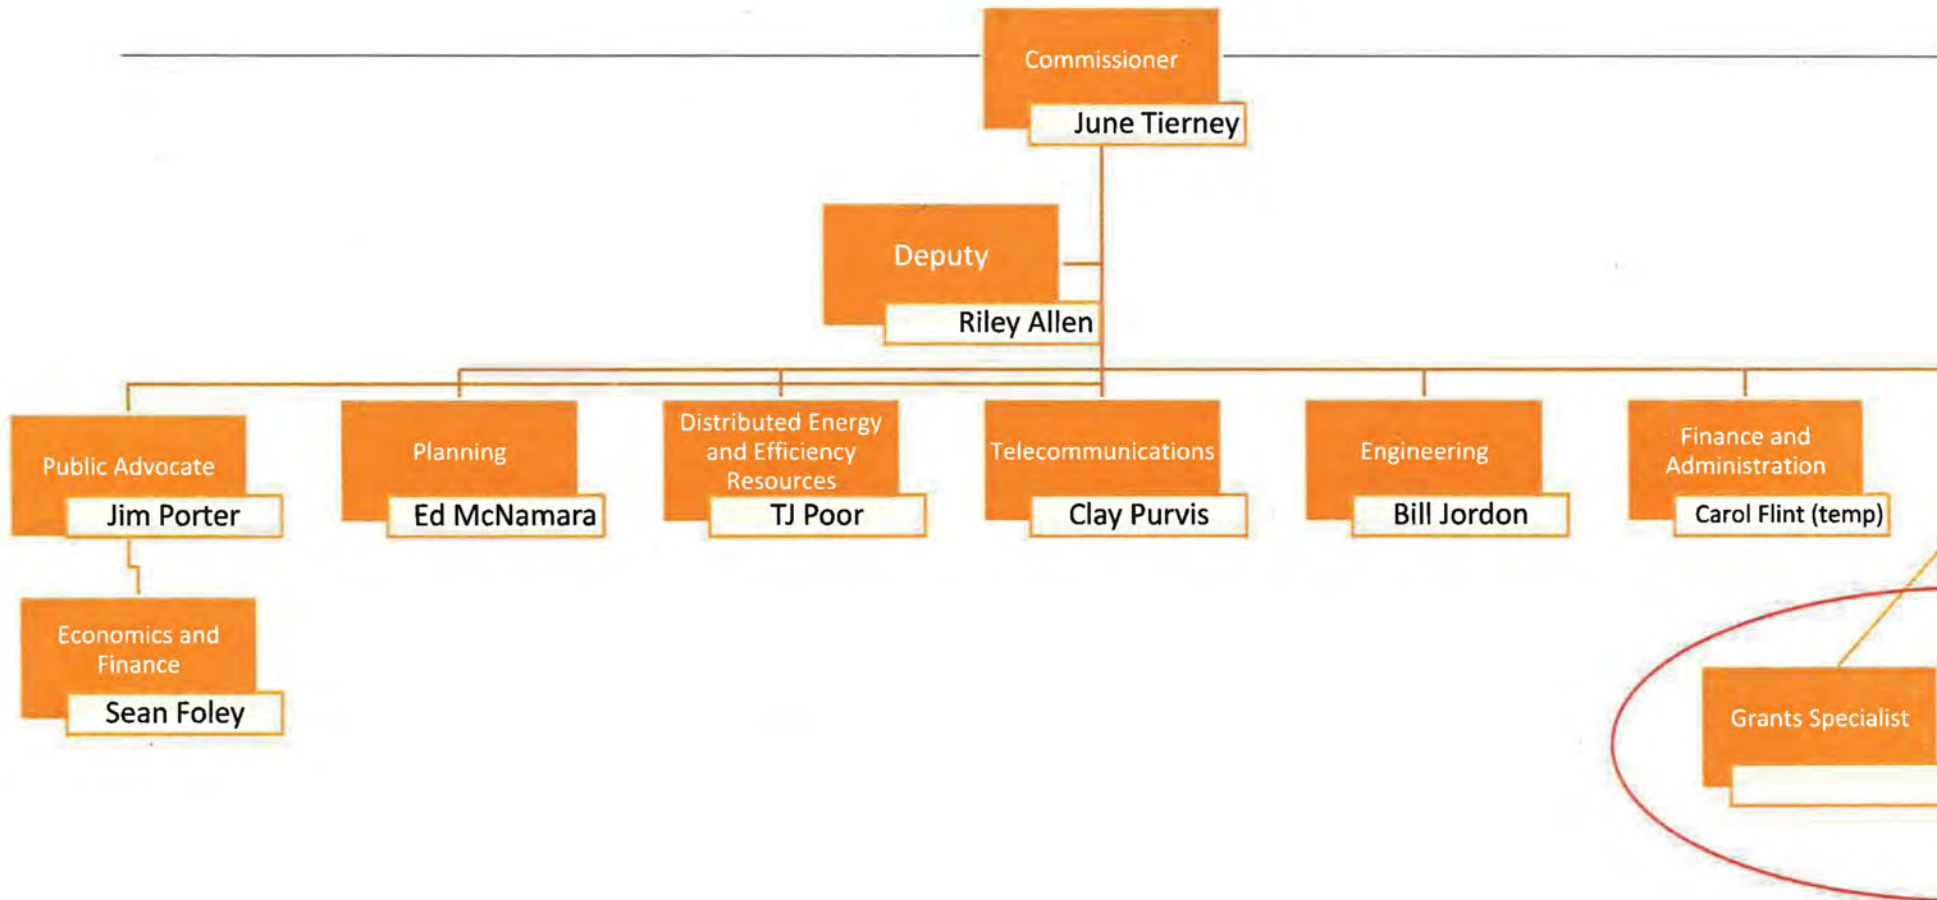 Commissioner
June Tierney
Deputy
Riley Allen
Public Advocate
Jim Porter
Planning
Ed McNamara
Distributed Energy
and Efficiency
Resources
TJ Poor
Telecommunications
Clay Purvis
Engineering
Bill Jordon
Finance and
Administration
Carol Flint (temp)
Economics and
Finance
Sean Foley
Grants Specialist